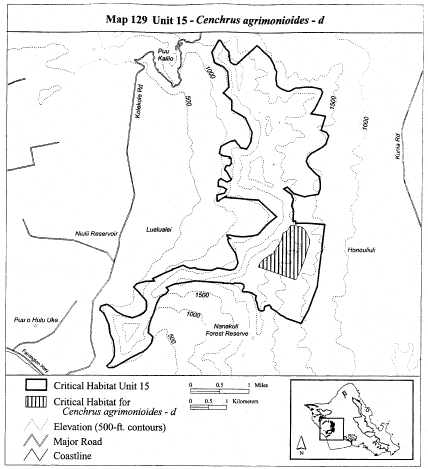 Map 129 Unit 15 - Cenchrus agrimonioides - d
Puu
Kailio
1000
Kolekole Rd
500
1500
1000
Kunia Rd
Niulii Reservoir
Lualualei
Honouliuli
Puu o Hulu Uka
1500
1000
500
Nanakuli
Forest Reserve
Farrington Hwy
Critical Habitat Unit 15
Critical Habitat for
Cenchrus agrimonioides - d
Elevation (500-ft. contours)
Major Road
Coastline
0 0.5 1 Miles
0 0.5 1 Kilometers
N